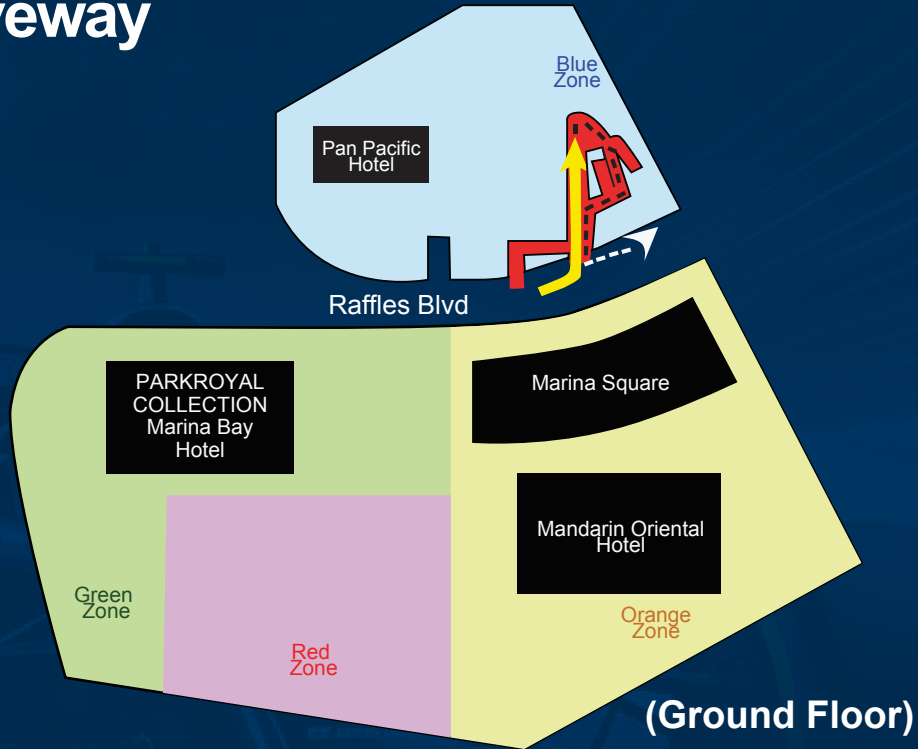 Blue
Zone
Pan Pacific
Hotel
Raffles Blvd
PARKROYAL
COLLECTION
Marina Bay
Hotel
Marina Square
Mandarin Oriental
Hotel
Green
Zone
Orange
Zone
Red
Zone
(Ground Floor)